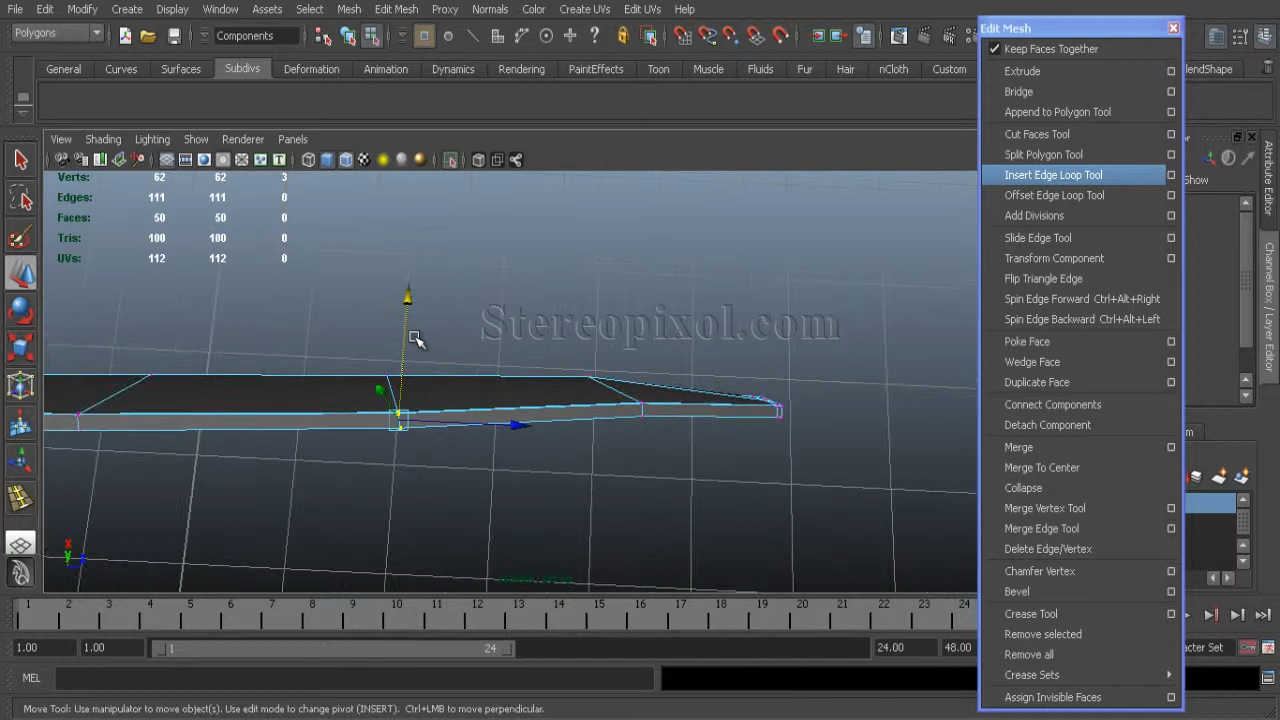 File Edit Modify Create Display Window Assets Select Mesh Edit Mesh Proxy Normals Color Create UVs Edit UVs Help
Polygons Components
General Curves Surfaces Subdivs Deformation Animation Dynamics Rendering PaintEffects Toon Muscle Fluids Fur Hair nCloth Custom
View Shading Lighting Show Renderer Panels
Verts: 62 62 3
Edges: 111 111 0
Faces: 50 50 0
Tris: 100 100 0
UVs: 112 112 0
Stereopixol.com
x
y
1 2 3 4 5 6 7 8 9 10 11 12 13 14 15 16 17 18 19 20 21 22 23 24
1.00 1.00 1 24 24.00 48.00
MEL
Move Tool: Use manipulator to move object(s). Use edit mode to change pivot (INSERT). Ctrl+LMB to move perpendicular.
Edit Mesh
Keep Faces Together
Extrude
Bridge
Append to Polygon Tool
Cut Faces Tool
Split Polygon Tool
Insert Edge Loop Tool
Offset Edge Loop Tool
Add Divisions
Slide Edge Tool
Transform Component
Flip Triangle Edge
Spin Edge Forward Ctrl+Alt+Right
Spin Edge Backward Ctrl+Alt+Left
Poke Face
Wedge Face
Duplicate Face
Connect Components
Detach Component
Merge
Merge To Center
Collapse
Merge Vertex Tool
Merge Edge Tool
Delete Edge/Vertex
Chamfer Vertex
Bevel
Crease Tool
Remove selected
Remove all
Crease Sets
Assign Invisible Faces
lendShape
Show
Attribute Editor
Channel Box / Layer Editor
acter Set